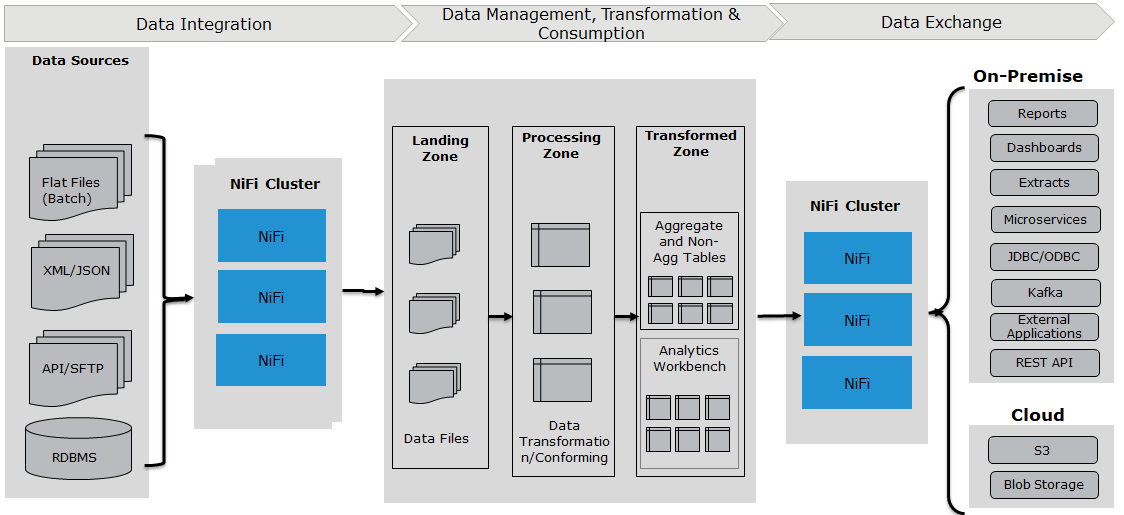 Data Integration
Data Management, Transformation &
Consumption
Data Exchange
Data Sources
Flat Files
(Batch)
XML/JSON
API/SFTP
RDBMS
NiFi Cluster
NiFi
NiFi
NiFi
Landing
Zone
Data Files
Processing
Zone
Data
Transformatio
n/Conforming
Transformed
Zone
Aggregate
and Non-
Agg Tables
Analytics
Workbench
NiFi Cluster
NiFi
NiFi
NiFi
On-Premise
Reports
Dashboards
Extracts
Microservices
JDBC/ODBC
Kafka
External
Applications
REST API
Cloud
S3
Blob Storage